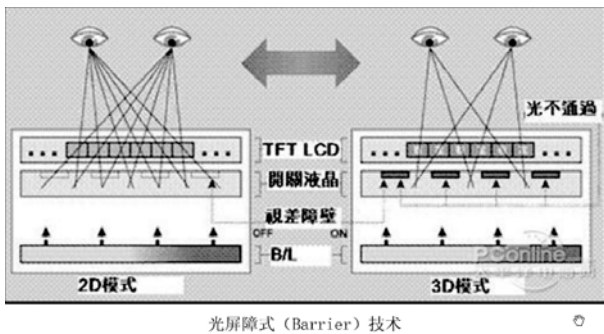 光不通過
TFT LCD
開關液晶
視差障壁
OFF
ON
B/L
PConline
2D模式
3D模式
光屏障式（Barrier）技术